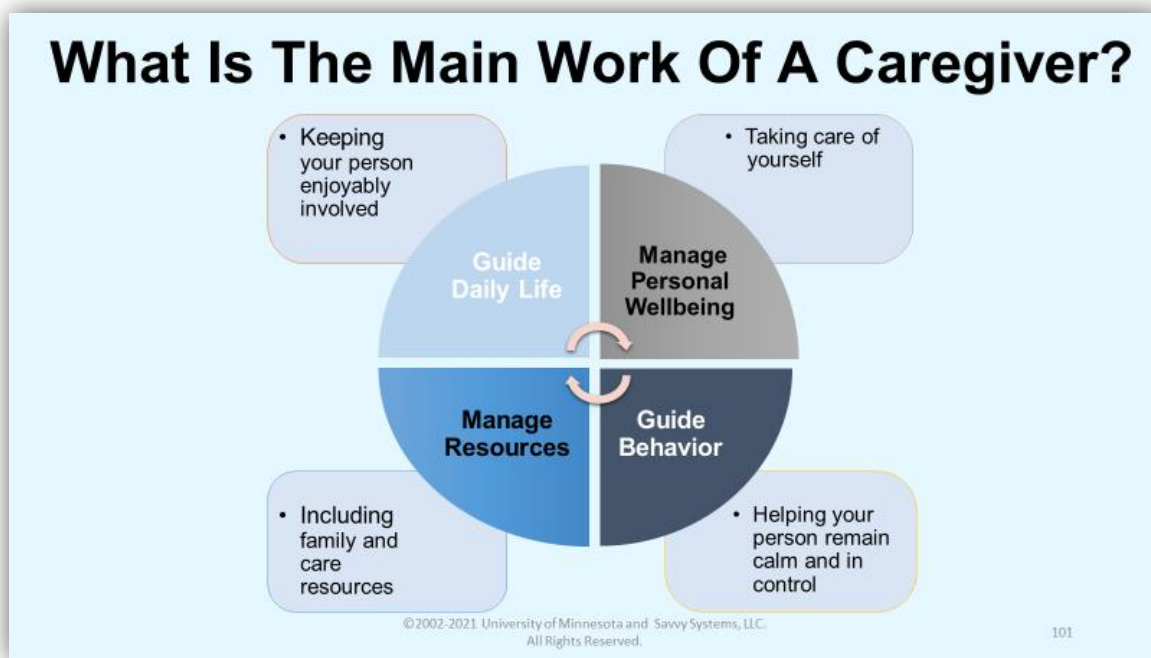 What Is The Main Work Of A Caregiver?
• Keeping
your person
enjoyably
involved
• Taking care of
yourself
Guide
Daily Life
Manage
Personal
Wellbeing
Manage
Resources
Guide
Behavior
• Including
family and
care
resources
• Helping your
person remain
calm and in
control
©2002-2021 University of Minnesota and Savvy Systems, LLC.
All Rights Reserved.
101